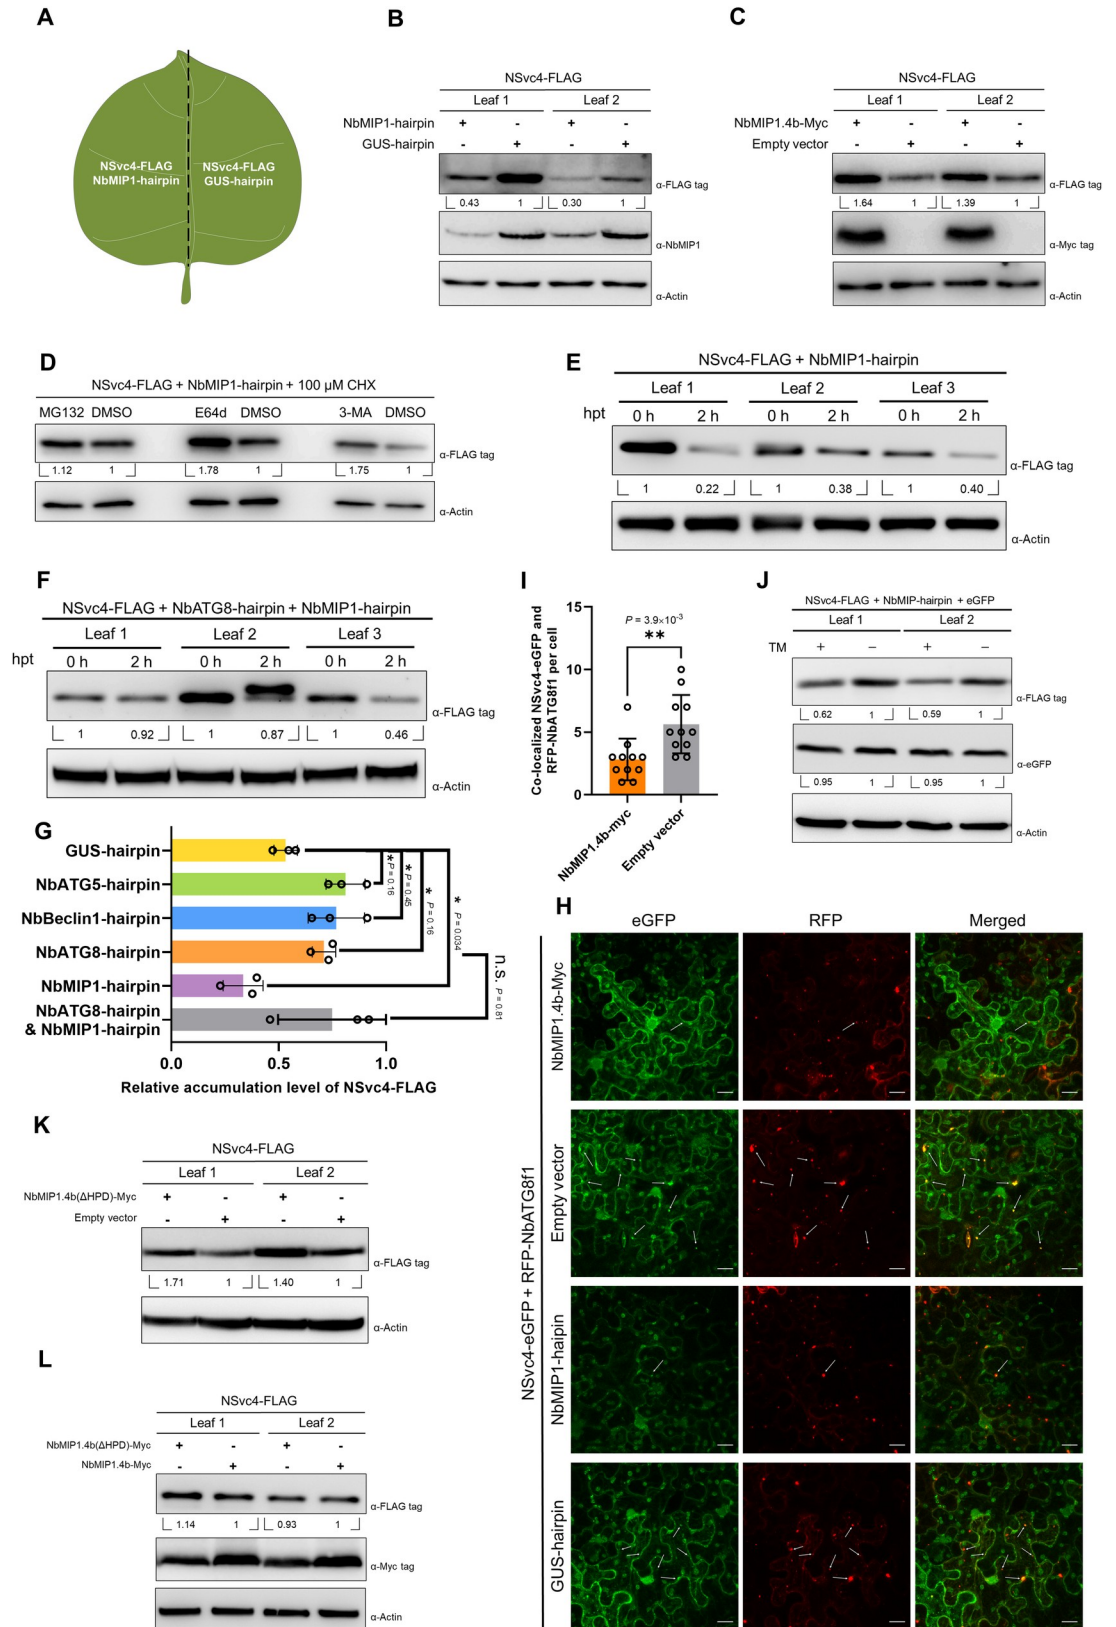 A
NSvc4-FLAG
NbMIP1-hairpin
NSvc4-FLAG
GUS-hairpin
B
NSvc4-FLAG
Leaf 1 Leaf 2
NbMIP1-hairpin + - + -
GUS-hairpin - + - +
α-FLAG tag
0.43 1 0.30 1
α-NbMIP1
α-Actin
C
NSvc4-FLAG
Leaf 1 Leaf 2
NbMIP1.4b-Myc + - + -
Empty vector - + - +
α-FLAG tag
1.64 1 1.39 1
α-Myc tag
α-Actin
D
NSvc4-FLAG + NbMIP1-hairpin + 100 μM CHX
MG132 DMSO E64d DMSO 3-MA DMSO
α-FLAG tag
1.12 1 1.78 1 1.75 1
α-Actin
E
NSvc4-FLAG + NbMIP1-hairpin
Leaf 1 Leaf 2 Leaf 3
hpt 0 h 2 h 0 h 2 h 0 h 2 h
α-FLAG tag
1 0.22 1 0.38 1 0.40
α-Actin
F
NSvc4-FLAG + NbATG8-hairpin + NbMIP1-hairpin
Leaf 1 Leaf 2 Leaf 3
hpt 0 h 2 h 0 h 2 h 0 h 2 h
α-FLAG tag
1 0.92 1 0.87 1 0.46
α-Actin
I
Co-localized NSvc4-eGFP and
RFP-NbATG8f1 per cell
15
10
5
0
P = 3.9×10⁻³
**
NbMIP1.4b-myc
Empty vector
J
NSvc4-FLAG + NbMIP-hairpin + eGFP
Leaf 1 Leaf 2
TM + − + −
α-FLAG tag
0.62 1 0.59 1
α-eGFP
0.95 1 0.95 1
α-Actin
G
GUS-hairpin
NbATG5-hairpin
NbBeclin1-hairpin
NbATG8-hairpin
NbMIP1-hairpin
NbATG8-hairpin
& NbMIP1-hairpin
* P = 0.16
* P = 0.45
* P = 0.16
* P = 0.034
n.s. P = 0.81
0.0 0.5 1.0
Relative accumulation level of NSvc4-FLAG
H
eGFP RFP Merged
NSvc4-eGFP + RFP-NbATG8f1
NbMIP1.4b-Myc
Empty vector
NbMIP1-haipin
GUS-hairpin
K
NSvc4-FLAG
Leaf 1 Leaf 2
NbMIP1.4b(ΔHPD)-Myc + - + -
Empty vector - + - +
α-FLAG tag
1.71 1 1.40 1
α-Actin
L
NSvc4-FLAG
Leaf 1 Leaf 2
NbMIP1.4b(ΔHPD)-Myc + - + -
NbMIP1.4b-Myc - + - +
α-FLAG tag
1.14 1 0.93 1
α-Myc tag
α-Actin